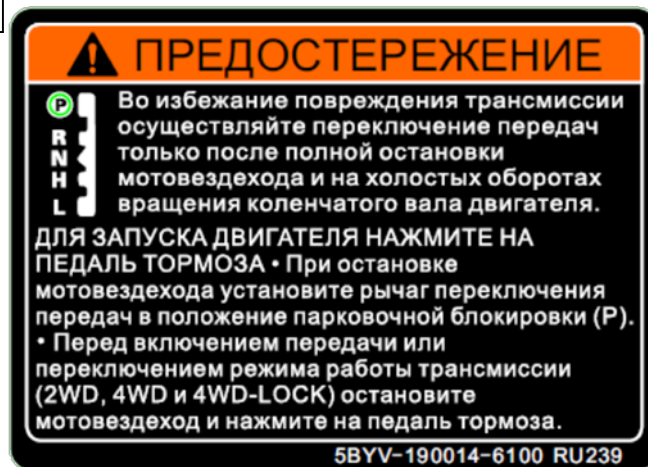 ПРЕДОСТЕРЕЖЕНИЕ
P
R
N
H
L
Во избежание повреждения трансмиссии
осуществляйте переключение передач
только после полной остановки
мотовездехода и на холостых оборотах
вращения коленчатого вала двигателя.
ДЛЯ ЗАПУСКА ДВИГАТЕЛЯ НАЖМИТЕ НА
ПЕДАЛЬ ТОРМОЗА • При остановке
мотовездехода установите рычаг переключения
передач в положение парковочной блокировки (P).
• Перед включением передачи или
переключением режима работы трансмиссии
(2WD, 4WD и 4WD-LOCK) остановите
мотовездеход и нажмите на педаль тормоза.
5BYV-190014-6100 RU239